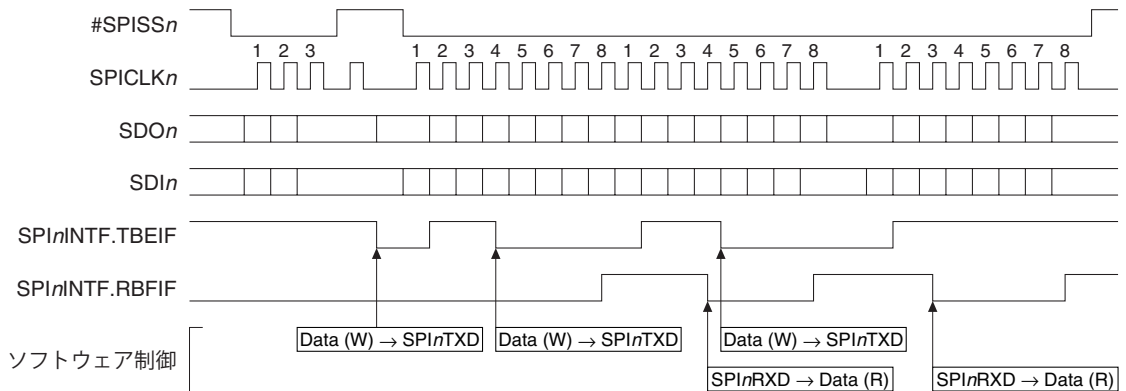 #SPISSn
1 2 3 1 2 3 4 5 6 7 8 1 2 3 4 5 6 7 8 1 2 3 4 5 6 7 8
SPICLKn
SDOn
SDIn
SPInINTF.TBEIF
SPInINTF.RBFIF
ソフトウェア制御
Data (W) → SPInTXD Data (W) → SPInTXD Data (W) → SPInTXD
SPInRXD → Data (R) SPInRXD → Data (R)